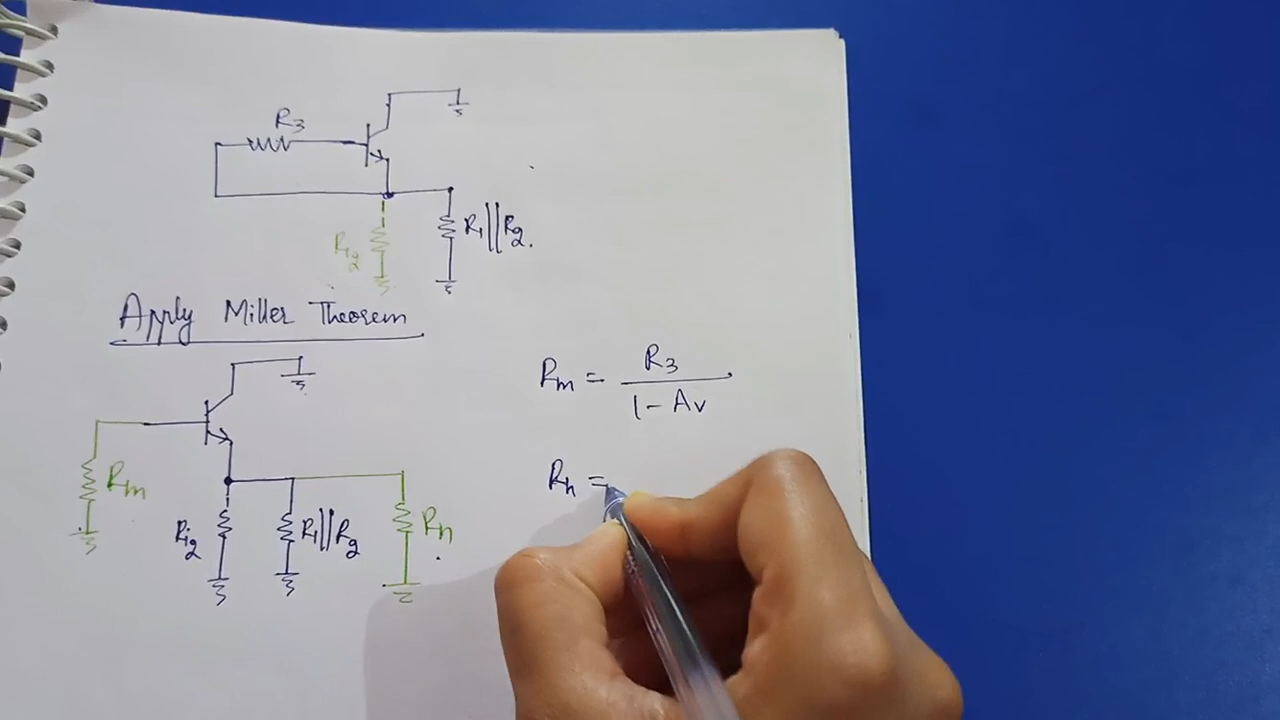 R3
Ri2
R1||R2.
Apply Miller Theorem
Rm = R3
1 - Av
Rn =
Rm
Ri2
R1||R2
Rn